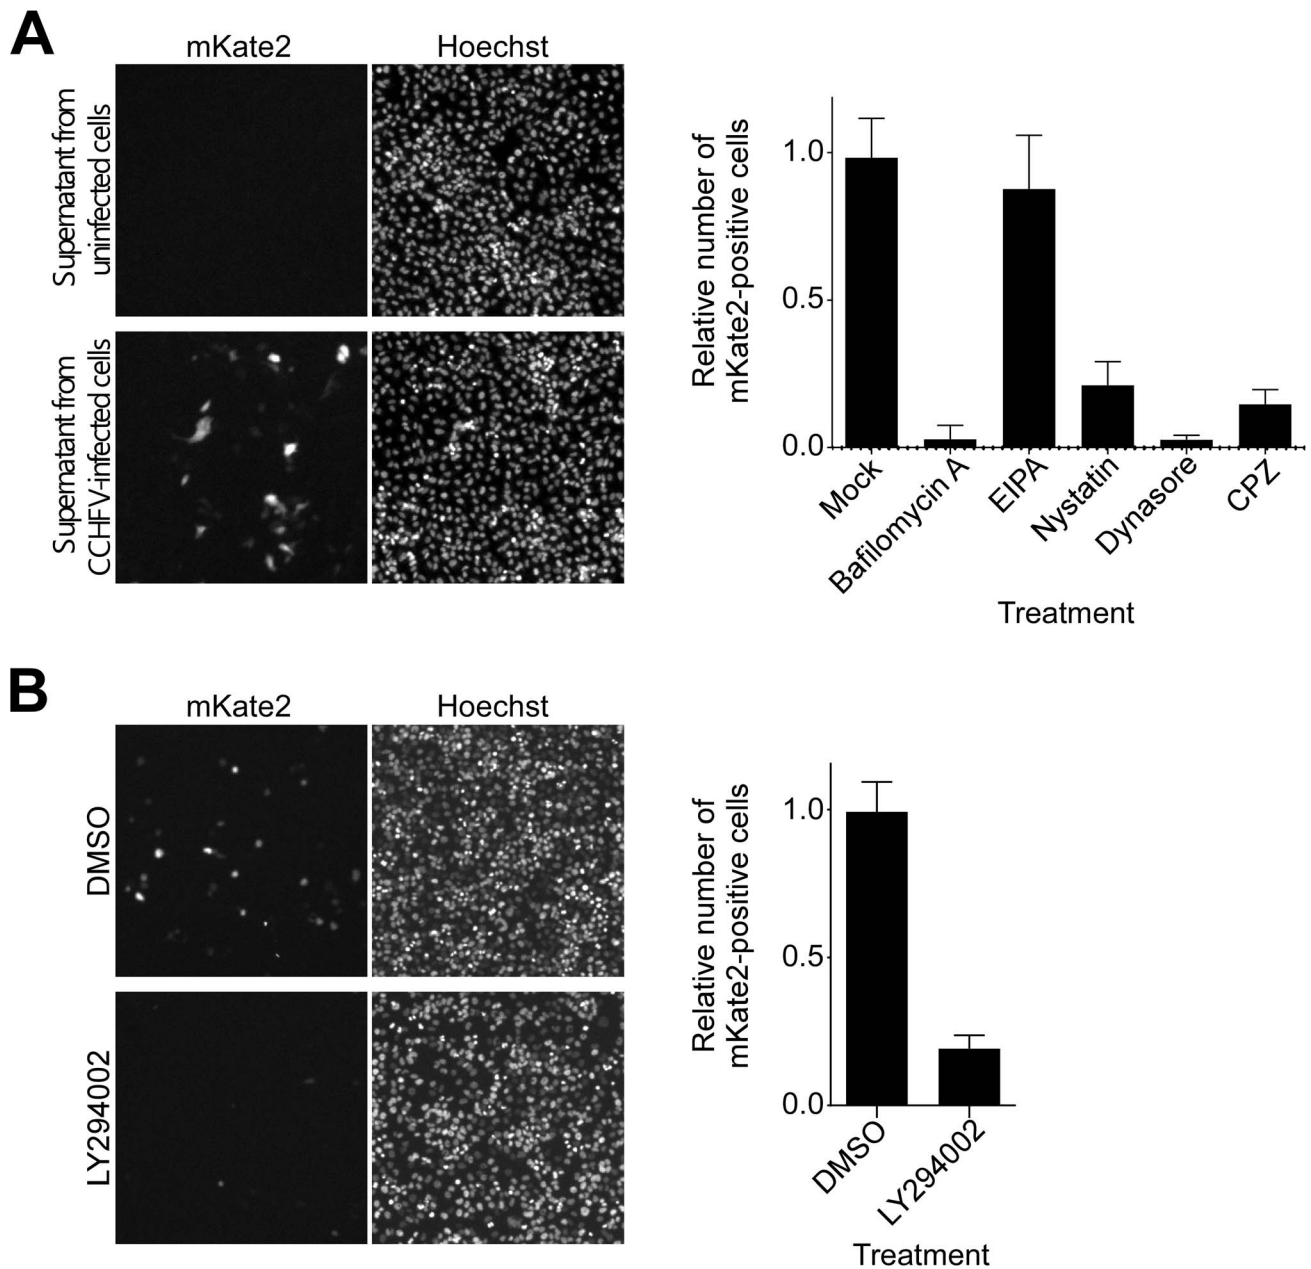 A
mKate2
Hoechst
Supernatant from
uninfected cells
Supernatant from
CCHFV-infected cells
Relative number of
mKate2-positive cells
1.0
0.5
0.0
Mock
Bafilomycin A
EIPA
Nystatin
Dynasore
CPZ
Treatment
B
mKate2
Hoechst
DMSO
LY294002
Relative number of
mKate2-positive cells
1.0
0.5
0.0
DMSO
LY294002
Treatment